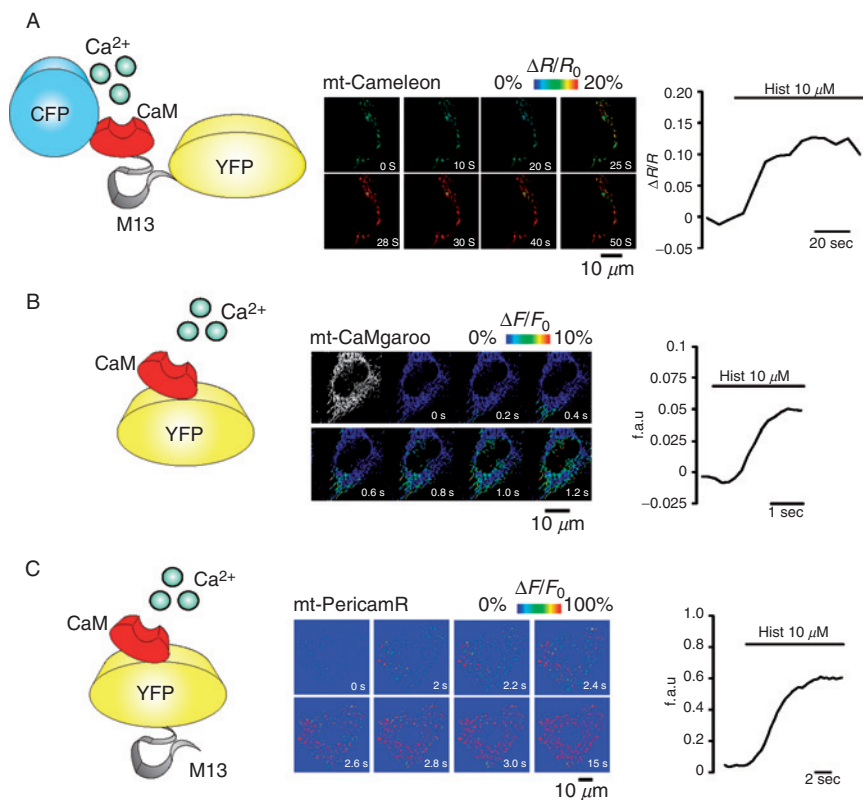 A
Ca2+
CFP
CaM
YFP
M13
mt-Cameleon
0% ΔR/R0 20%
0 S
10 S
20 S
25 S
28 S
30 S
40 s
50 S
10 μm
Hist 10 μM
0.20
0.15
0.10
0.05
0
−0.05
ΔR/R
20 sec
B
Ca2+
CaM
YFP
mt-CaMgaroo
0% ΔF/F0 10%
0 s
0.2 s
0.4 s
0.6 s
0.8 s
1.0 s
1.2 s
10 μm
Hist 10 μM
0.1
0.075
0.05
0.025
0
−0.025
f.a.u
1 sec
C
Ca2+
CaM
YFP
M13
mt-PericamR
0% ΔF/F0 100%
0 s
2 s
2.2 s
2.4 s
2.6 s
2.8 s
3.0 s
15 s
10 μm
Hist 10 μM
1.0
0.8
0.6
0.4
0.2
0
f.a.u
2 sec